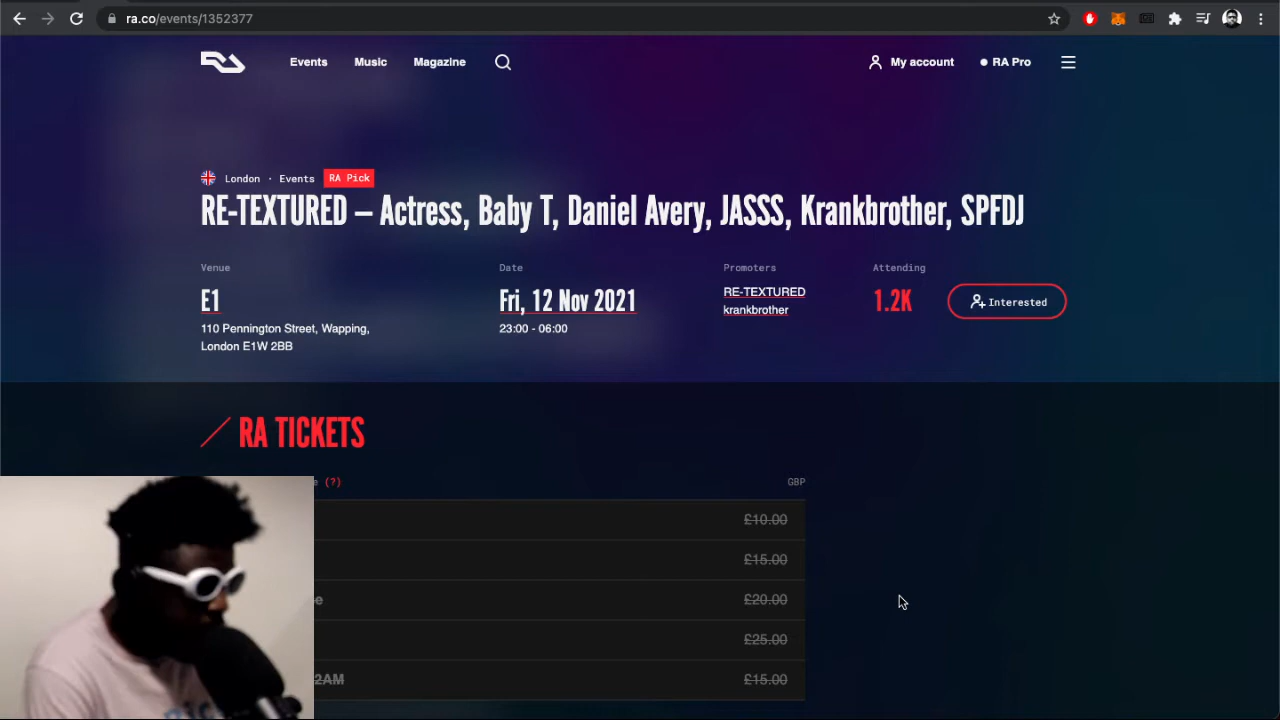 ra.co/events/1352377
Events Music Magazine My account RA Pro
London · Events RA Pick
RE-TEXTURED – Actress, Baby T, Daniel Avery, JASSS, Krankbrother, SPFDJ
Venue Date Promoters Attending
E1 Fri, 12 Nov 2021 RE-TEXTURED 1.2K Interested
krankbrother
110 Pennington Street, Wapping, 23:00 - 06:00
London E1W 2BB
RA TICKETS
e (?) GBP
£10.00
£15.00
e £20.00
£25.00
2AM £15.00